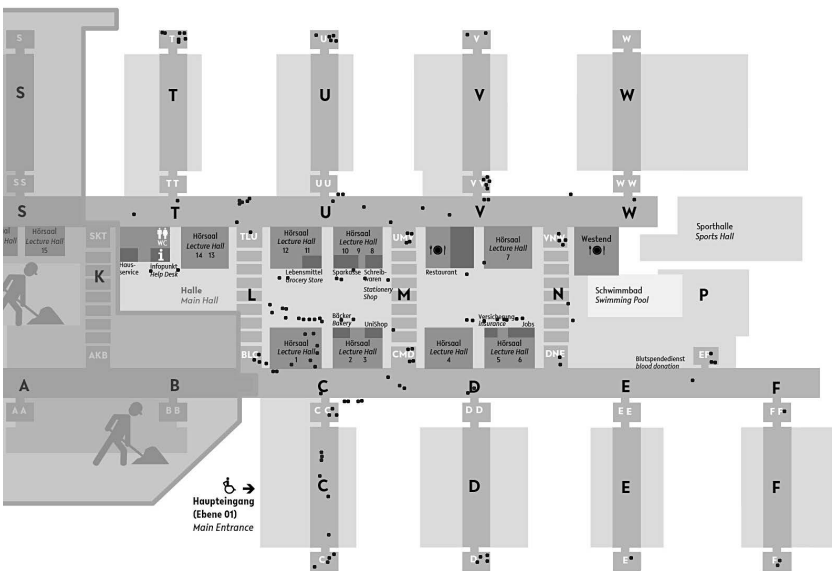 S
T
U
V
W
S
T
U
V
W
SS
TT
UU
VV
WW
S
T
U
V
W
Hörsaal
Lecture Hall
15
SKT
WC
i
Haus-
service
Infopunkt
Help Desk
Hörsaal
Lecture Hall
14 13
TLU
Hörsaal
Lecture Hall
12 11
Lebensmittel
Grocery Store
Hörsaal
Lecture Hall
10 9 8
Sparkasse
Schreib-
waren
Stationery
Shop
UMV
Restaurant
Hörsaal
Lecture Hall
7
VNW
Westend
Sporthalle
Sports Hall
K
Halle
Main Hall
L
M
N
Schwimmbad
Swimming Pool
P
AKB
BLC
Hörsaal
Lecture Hall
1
Bäcker
Bakery
UniShop
Hörsaal
Lecture Hall
2 3
CMD
Hörsaal
Lecture Hall
4
Versicherung
Insurance
Jobs
Hörsaal
Lecture Hall
5 6
DNE
Blutspendedienst
blood donation
EF
A
B
C
D
E
F
AA
BB
CC
DD
EE
FF
C
D
E
F
Haupteingang
(Ebene 01)
Main Entrance
C
D
E
F